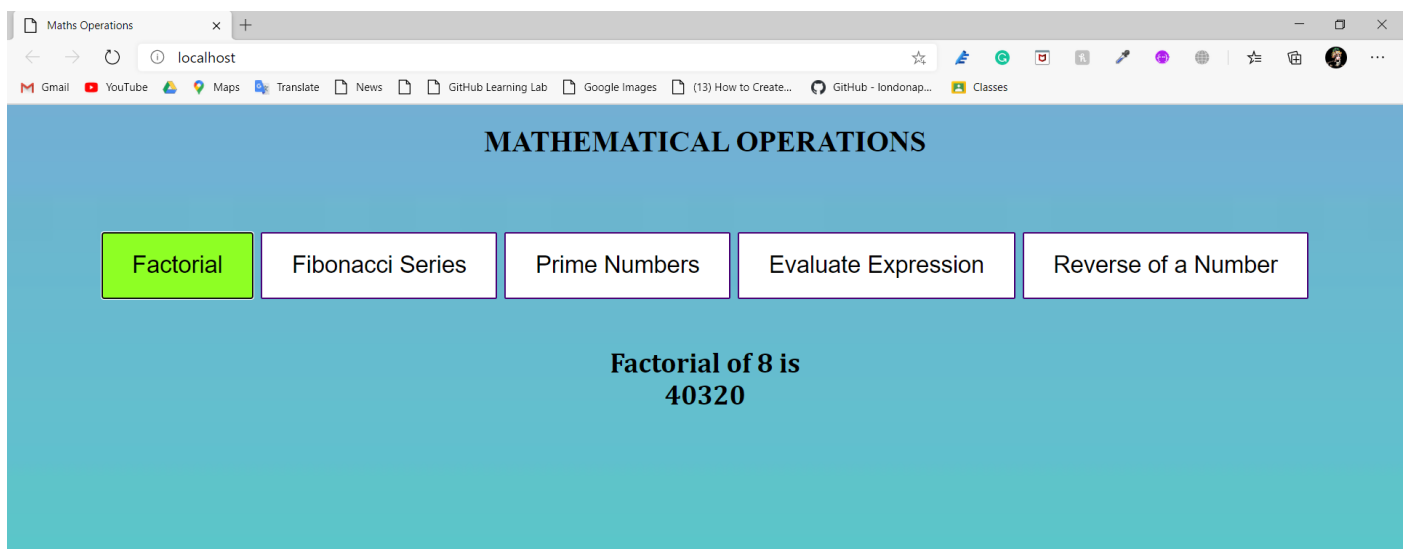 Maths Operations
localhost
Gmail YouTube Maps Translate News GitHub Learning Lab Google Images (13) How to Create... GitHub - londonap... Classes
MATHEMATICAL OPERATIONS
Factorial Fibonacci Series Prime Numbers Evaluate Expression Reverse of a Number
Factorial of 8 is
40320